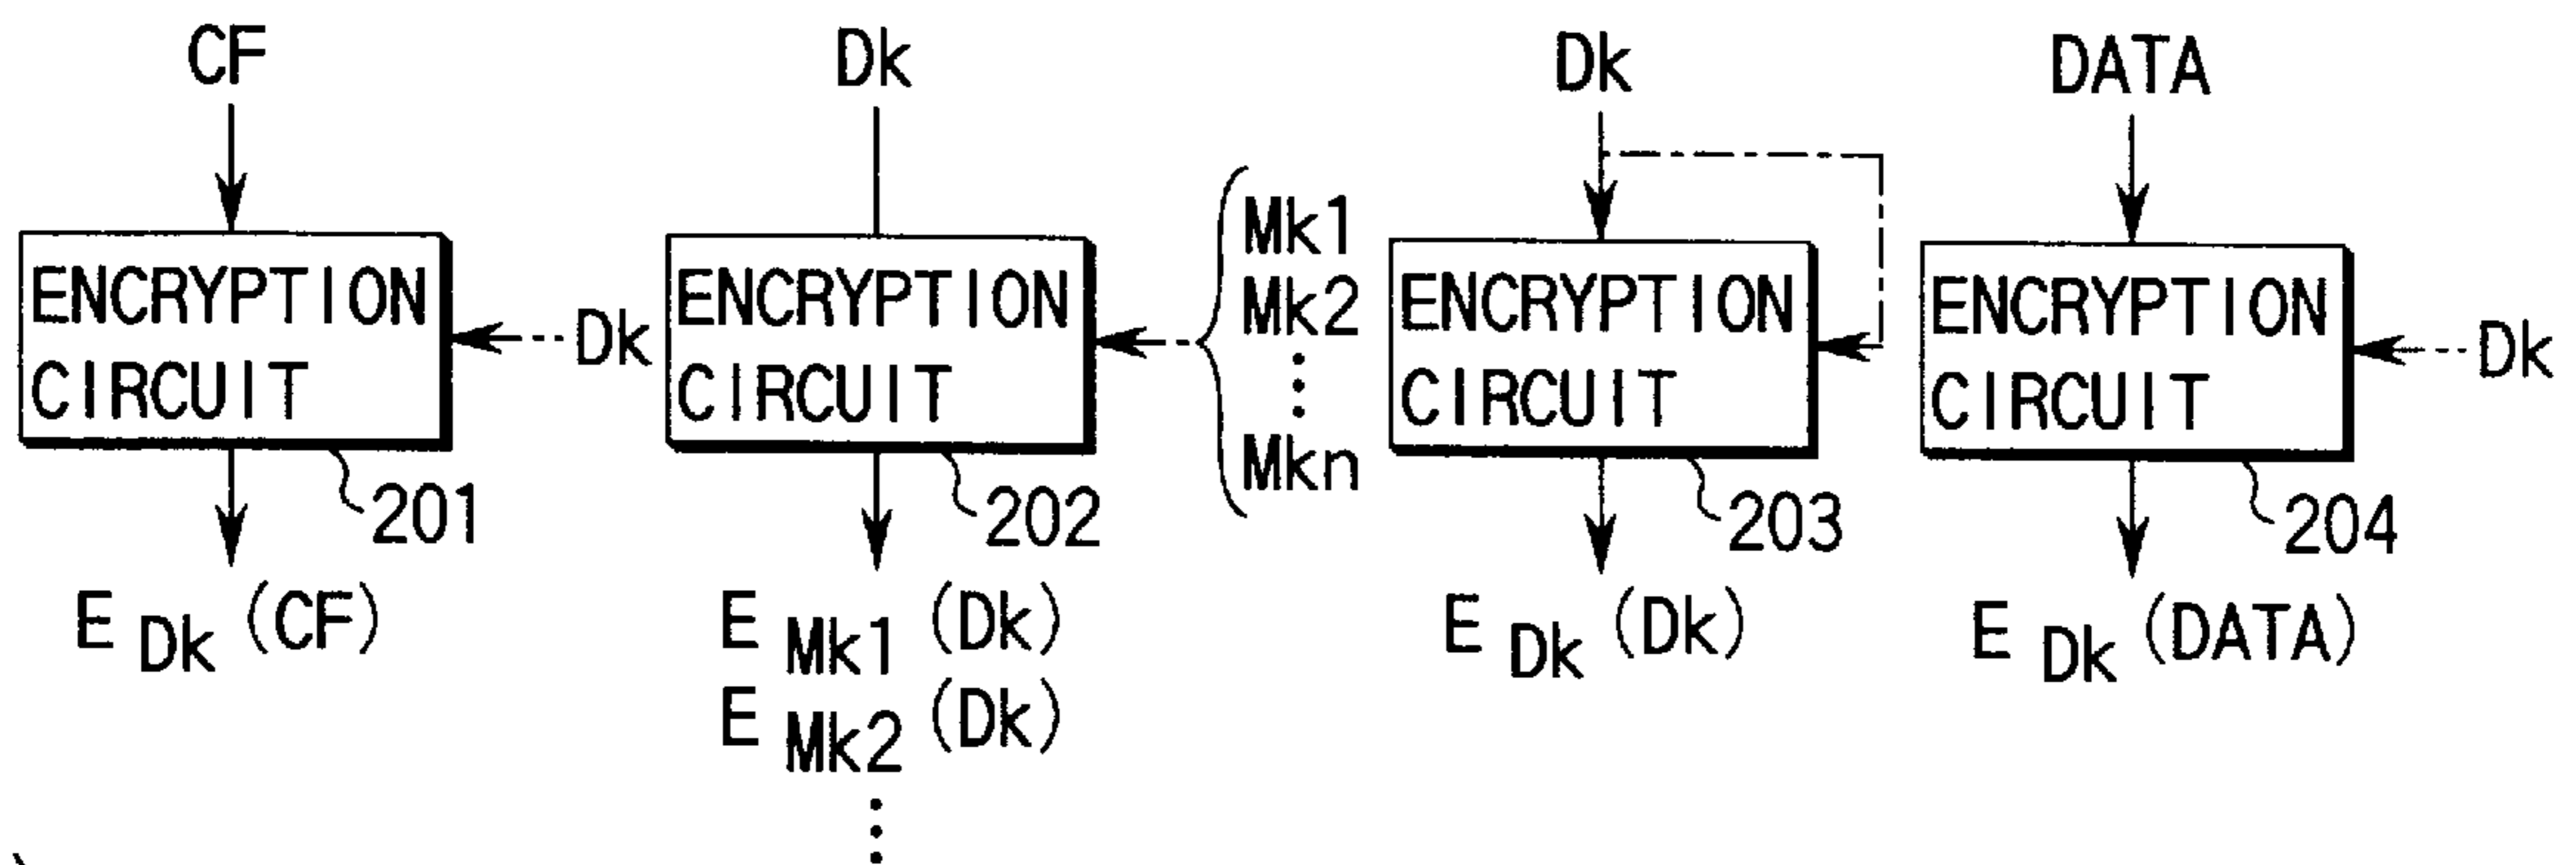 CF
Dk
Dk
DATA
ENCRYPTION
CIRCUIT
Dk
201
E Dk (CF)
ENCRYPTION
CIRCUIT
Mk1
Mk2
⋮
Mkn
202
E Mk1 (Dk)
E Mk2 (Dk)
⋮
ENCRYPTION
CIRCUIT
203
E Dk (Dk)
ENCRYPTION
CIRCUIT
Dk
204
E Dk (DATA)